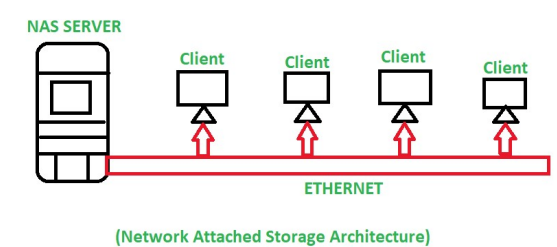 NAS SERVER
Client
Client
Client
Client
ETHERNET
(Network Attached Storage Architecture)